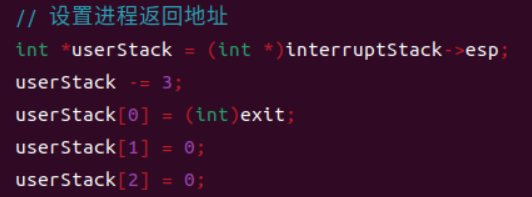 // 设置进程返回地址
int *userStack = (int *)interruptStack->esp;
userStack -= 3;
userStack[0] = (int)exit;
userStack[1] = 0;
userStack[2] = 0;